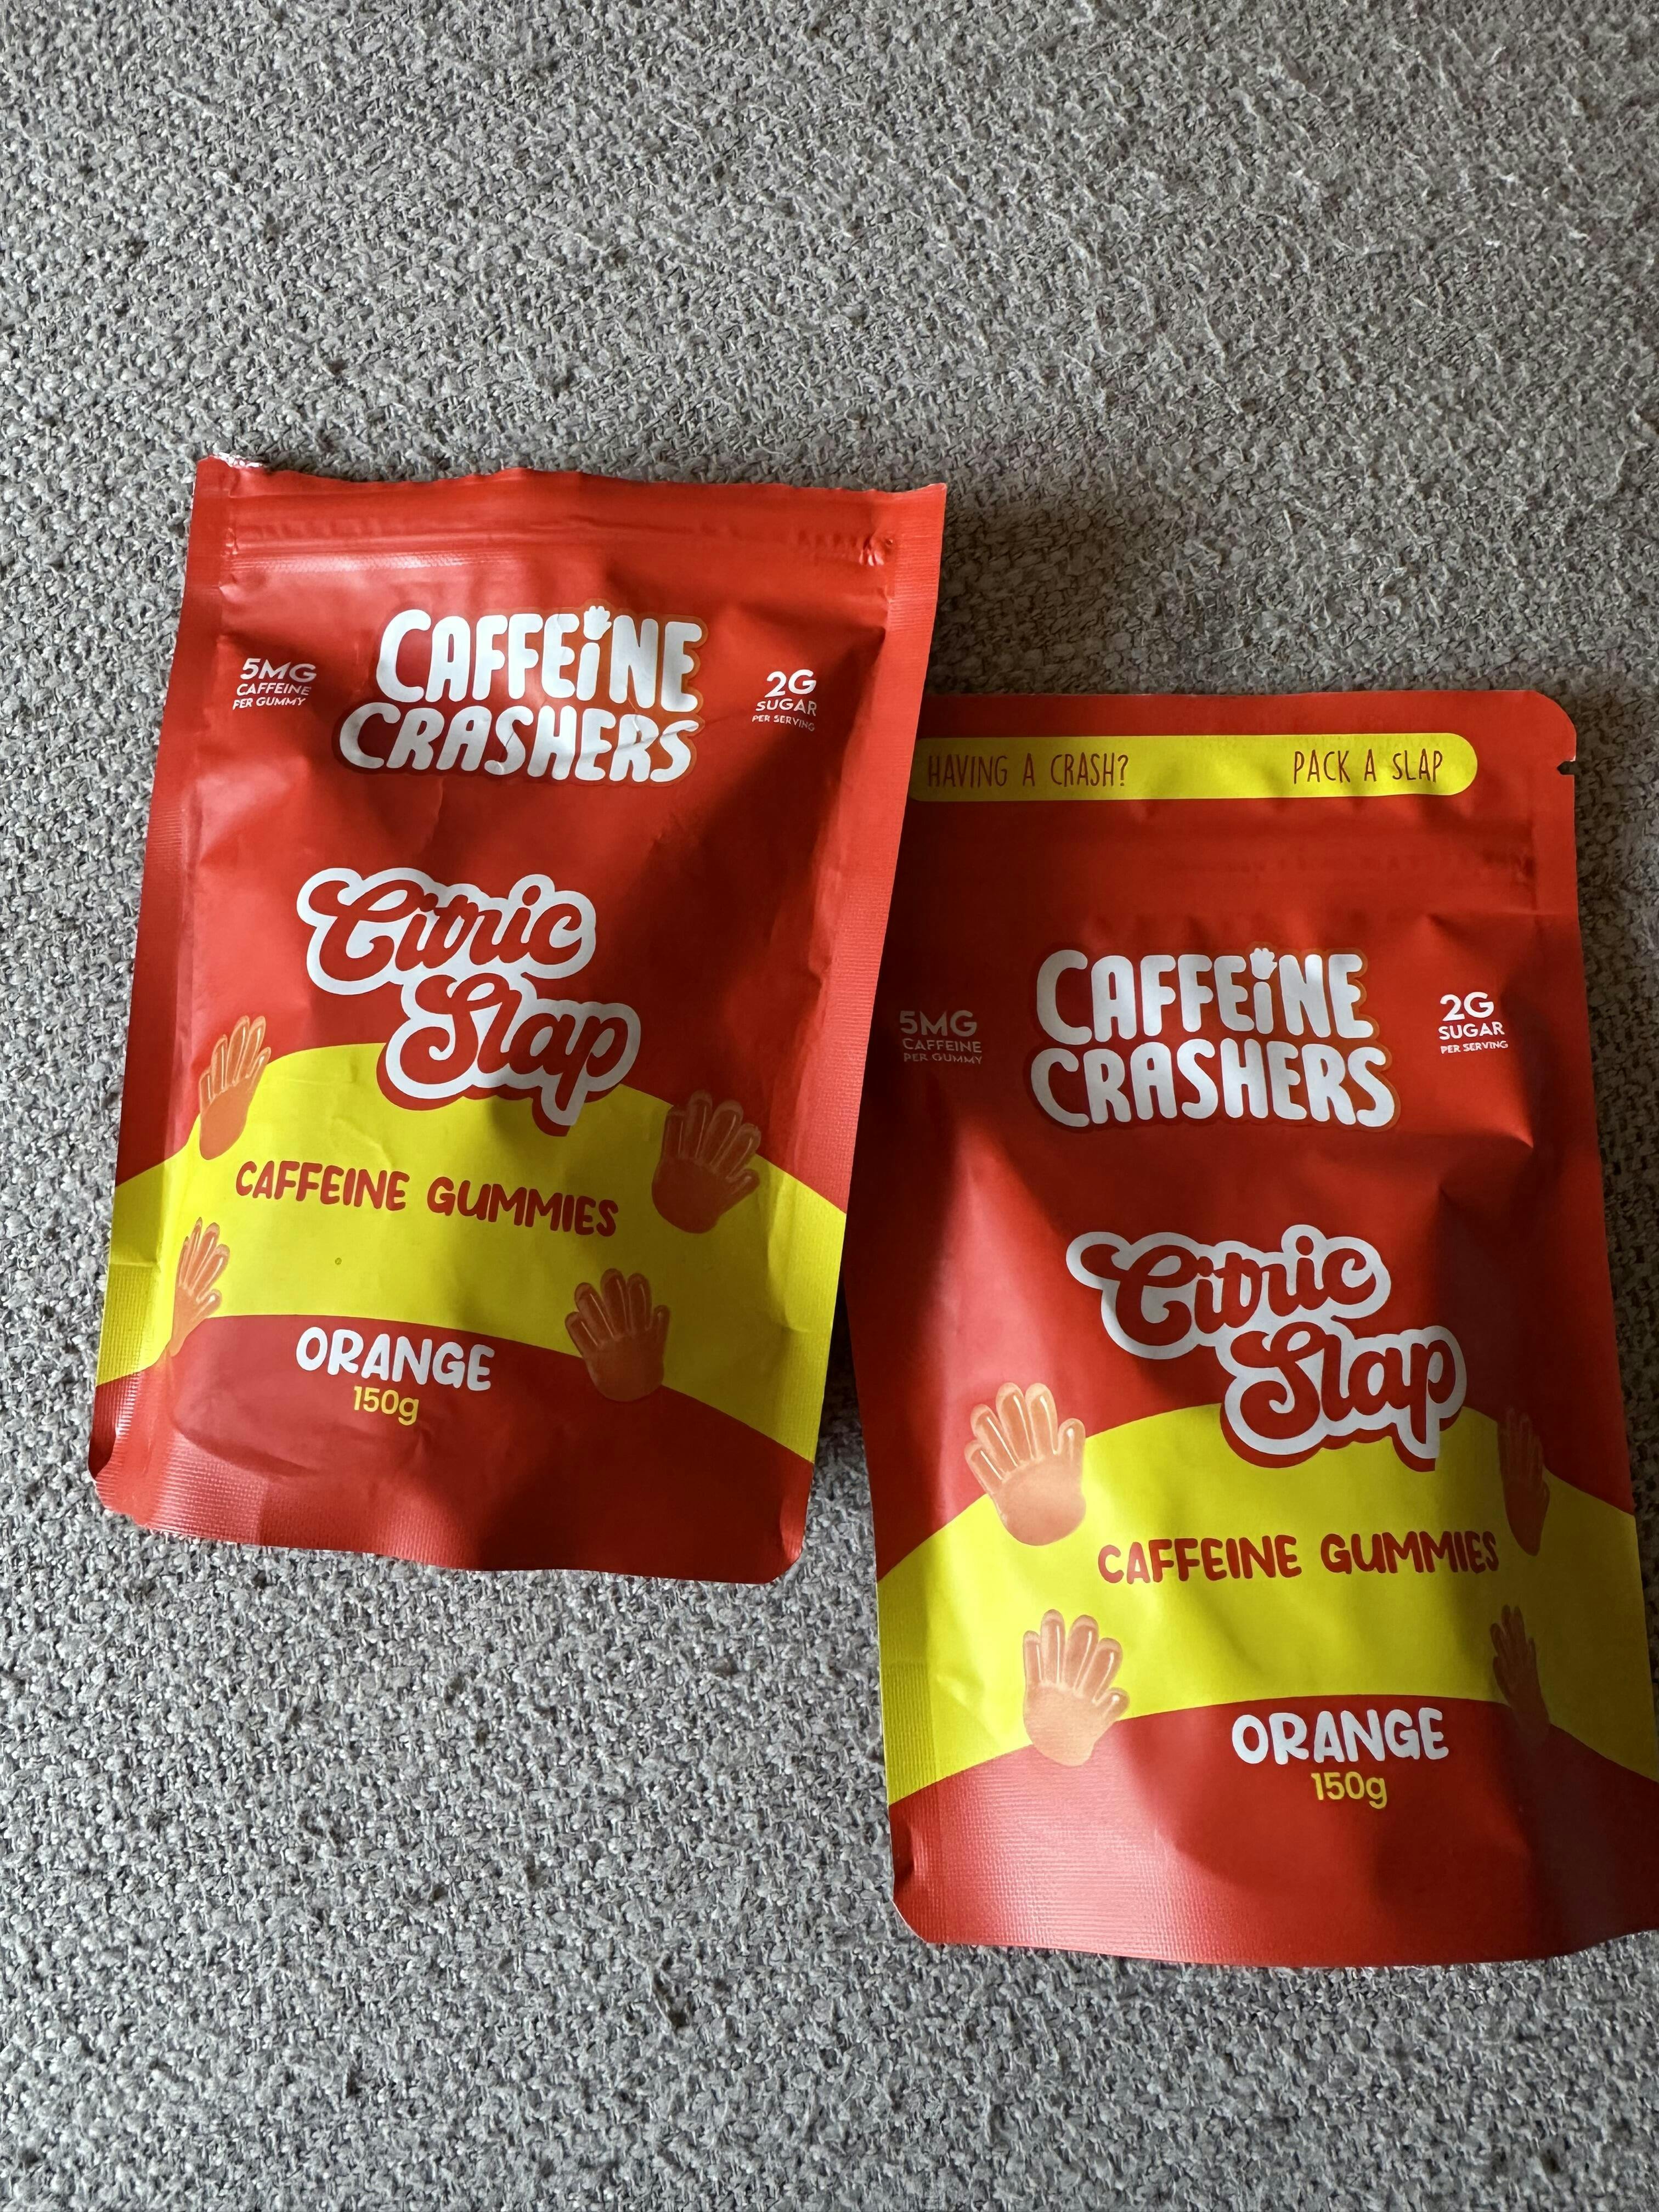 5MG
CAFFEINE
PER GUMMY
CAFFEINE
CRASHERS
2G
SUGAR
PER SERVING
Citric
Slap
CAFFEINE GUMMIES
ORANGE
150g
HAVING A CRASH? PACK A SLAP
5MG
CAFFEINE
PER GUMMY
CAFFEINE
CRASHERS
2G
SUGAR
PER SERVING
Citric
Slap
CAFFEINE GUMMIES
ORANGE
150g